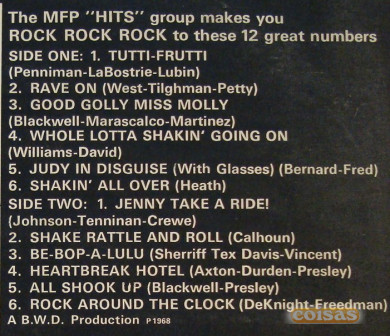 The MFP "HITS" group makes you
ROCK ROCK ROCK to these 12 great numbers
SIDE ONE: 1. TUTTI-FRUTTI
(Penniman-LaBostrie-Lubin)
2. RAVE ON (West-Tilghman-Petty)
3. GOOD GOLLY MISS MOLLY
(Blackwell-Marascalco-Martinez)
4. WHOLE LOTTA SHAKIN' GOING ON
(Williams-David)
5. JUDY IN DISGUISE (With Glasses) (Bernard-Fred)
6. SHAKIN' ALL OVER (Heath)
SIDE TWO: 1. JENNY TAKE A RIDE!
(Johnson-Tenninan-Crewe)
2. SHAKE RATTLE AND ROLL (Calhoun)
3. BE-BOP-A-LULU (Sherriff Tex Davis-Vincent)
4. HEARTBREAK HOTEL (Axton-Durden-Presley)
5. ALL SHOOK UP (Blackwell-Presley)
6. ROCK AROUND THE CLOCK (DeKnight-Freedman)
A B.W.D. Production P1968
coisas